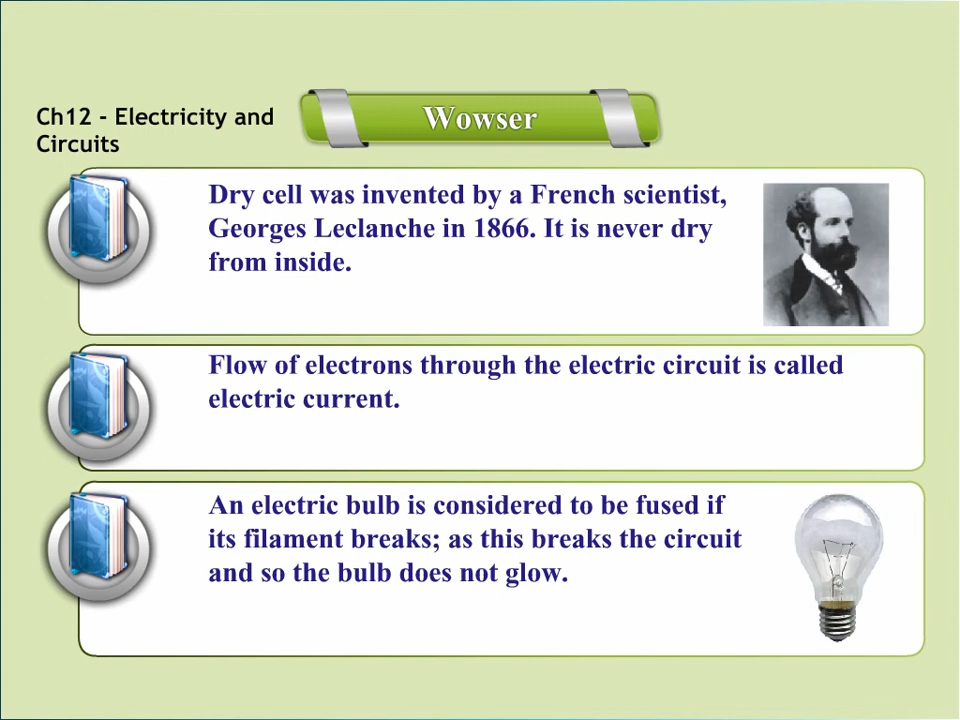 Ch12 - Electricity and
Circuits
Wowser
Dry cell was invented by a French scientist,
Georges Leclanche in 1866. It is never dry
from inside.
Flow of electrons through the electric circuit is called
electric current.
An electric bulb is considered to be fused if
its filament breaks; as this breaks the circuit
and so the bulb does not glow.